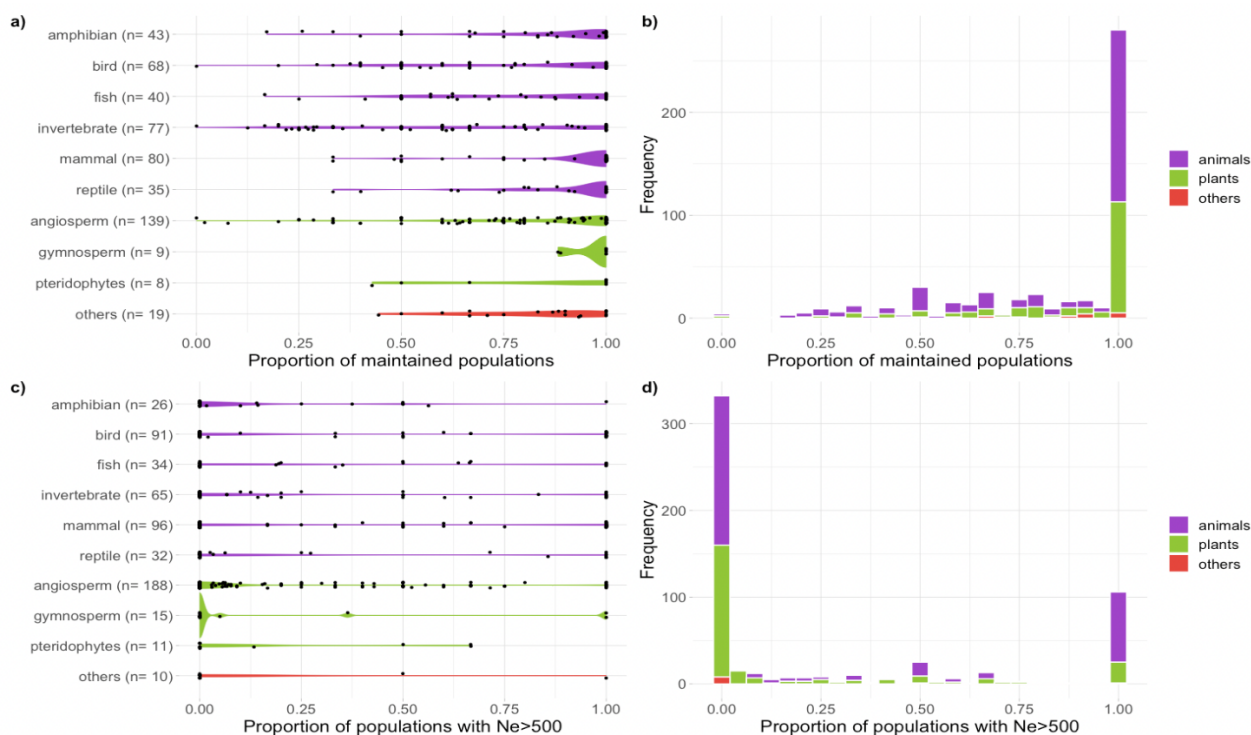 a)
amphibian (n= 43)
bird (n= 68)
fish (n= 40)
invertebrate (n= 77)
mammal (n= 80)
reptile (n= 35)
angiosperm (n= 139)
gymnosperm (n= 9)
pteridophytes (n= 8)
others (n= 19)
0.00 0.25 0.50 0.75 1.00
Proportion of maintained populations
b)
Frequency
200
100
0
0.00 0.25 0.50 0.75 1.00
Proportion of maintained populations
animals
plants
others
c)
amphibian (n= 26)
bird (n= 91)
fish (n= 34)
invertebrate (n= 65)
mammal (n= 96)
reptile (n= 32)
angiosperm (n= 188)
gymnosperm (n= 15)
pteridophytes (n= 11)
others (n= 10)
0.00 0.25 0.50 0.75 1.00
Proportion of populations with Ne>500
d)
Frequency
300
200
100
0
0.00 0.25 0.50 0.75 1.00
Proportion of populations with Ne>500
animals
plants
others